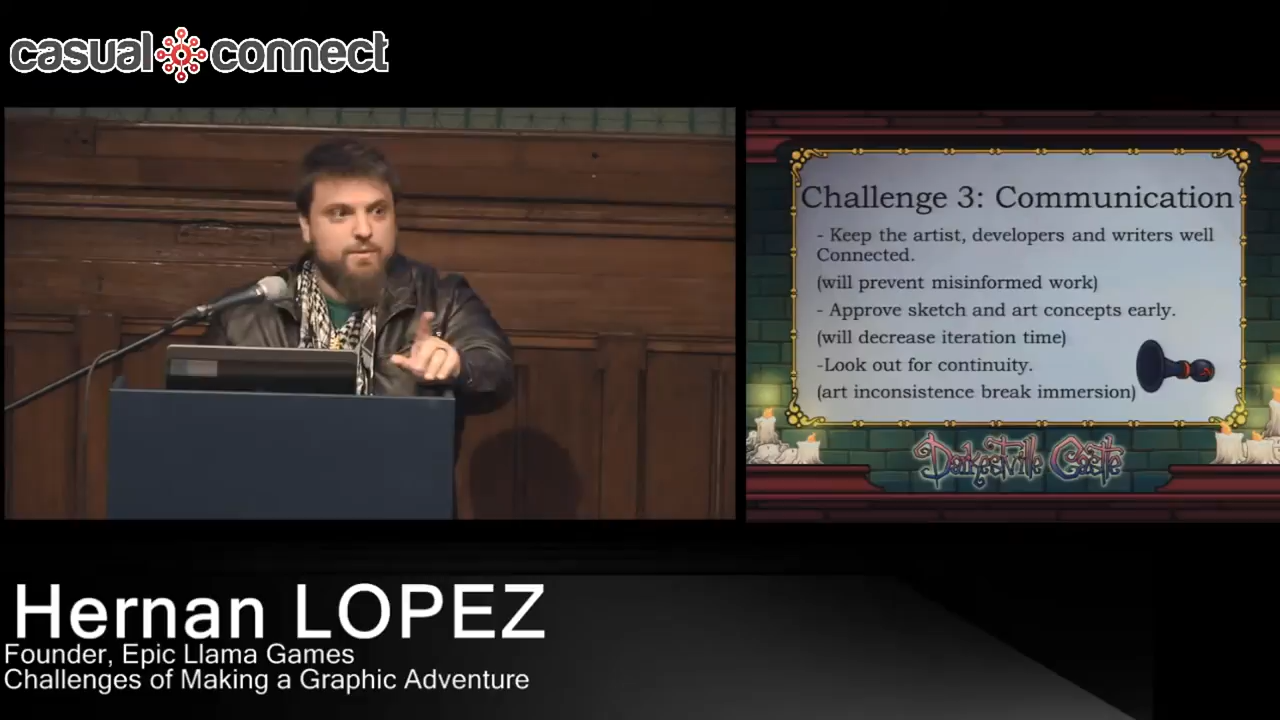 casual connect
Challenge 3: Communication
- Keep the artist, developers and writers well
Connected.
(will prevent misinformed work)
- Approve sketch and art concepts early.
(will decrease iteration time)
-Look out for continuity.
(art inconsistence break immersion)
Darkestville Castle
Hernan LOPEZ
Founder, Epic Llama Games
Challenges of Making a Graphic Adventure